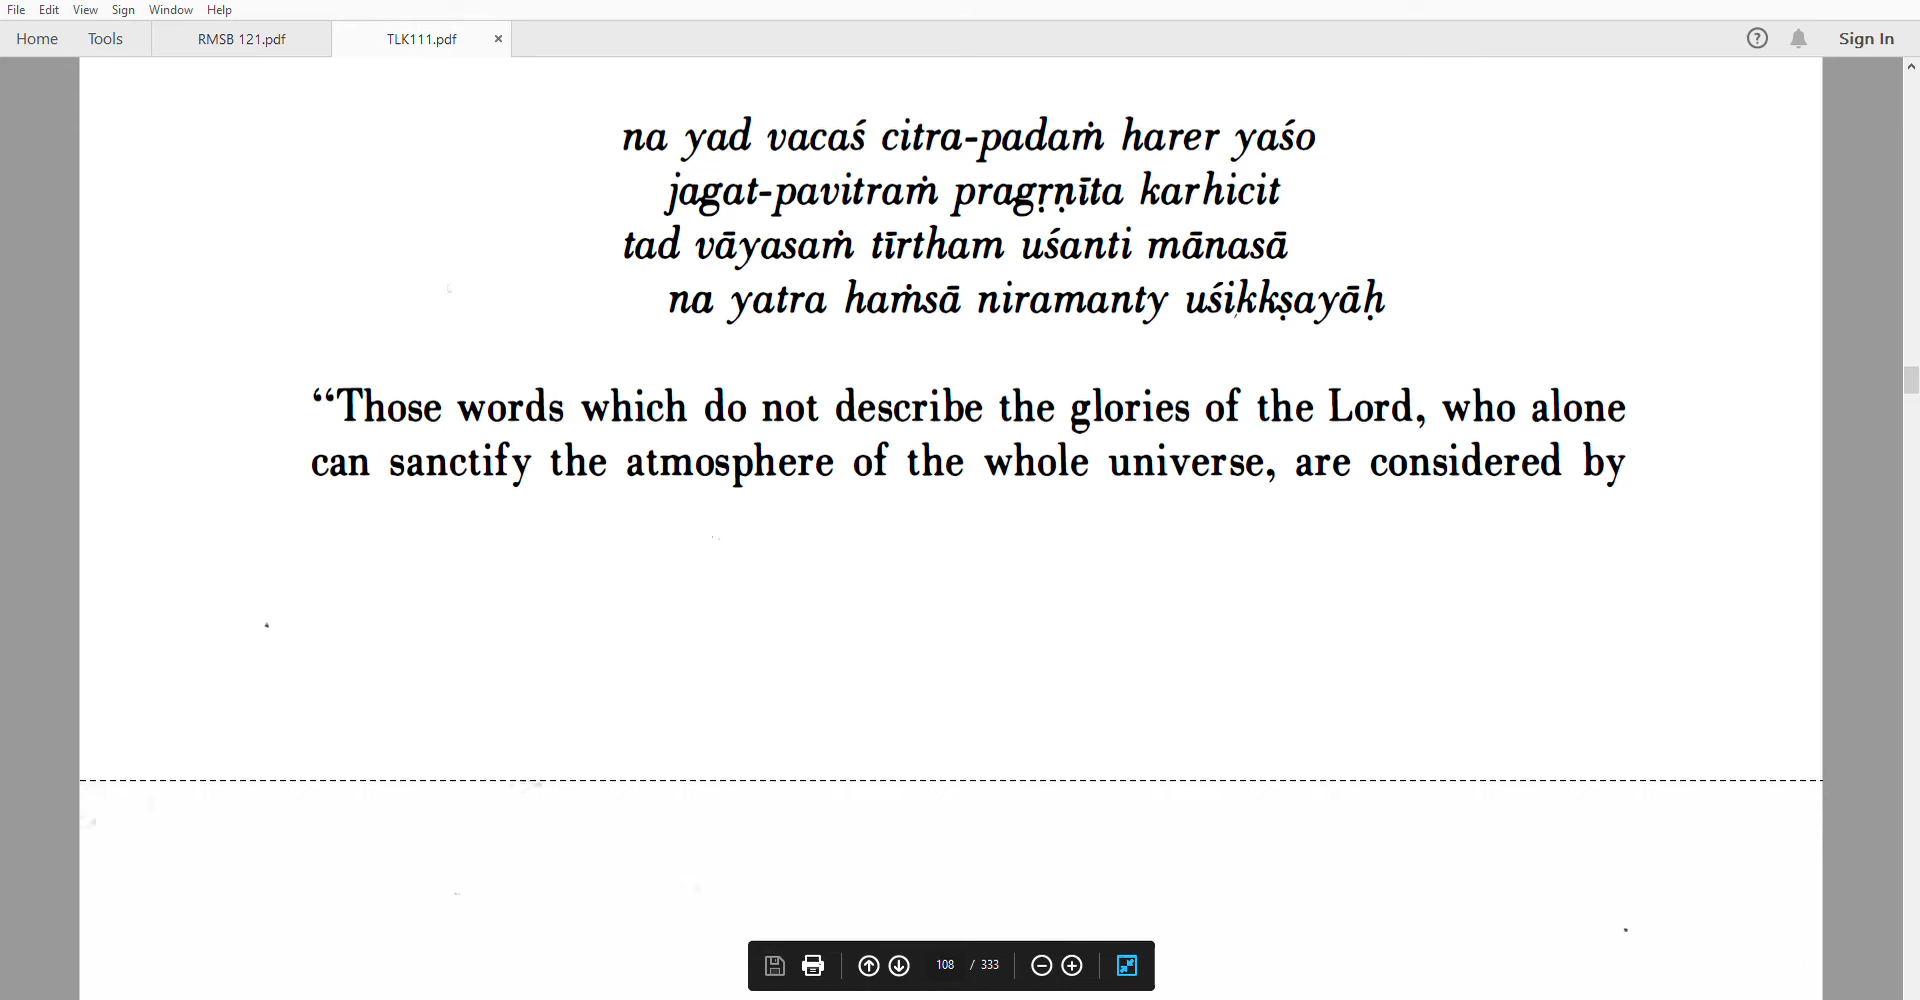 File Edit View Sign Window Help
Home Tools RMSB 121.pdf TLK111.pdf × ? Sign In
na yad vacaś citra-padaṁ harer yaśo
jagat-pavitraṁ pragṛṇīta karhicit
tad vāyasaṁ tīrtham uśanti mānasā
na yatra haṁsā niramanty uśikkṣayāḥ
“Those words which do not describe the glories of the Lord, who alone
can sanctify the atmosphere of the whole universe, are considered by
108 / 333